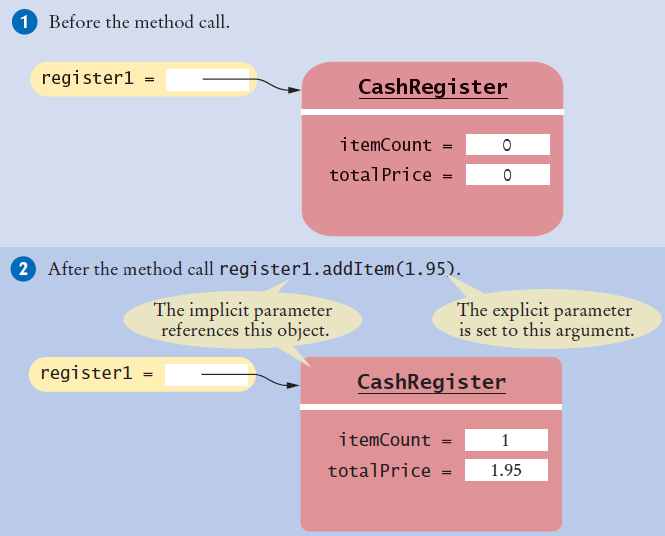 1 Before the method call.
register1 =
CashRegister
itemCount = 0
totalPrice = 0
2 After the method call register1.addItem(1.95).
The implicit parameter
references this object.
The explicit parameter
is set to this argument.
register1 =
CashRegister
itemCount = 1
totalPrice = 1.95